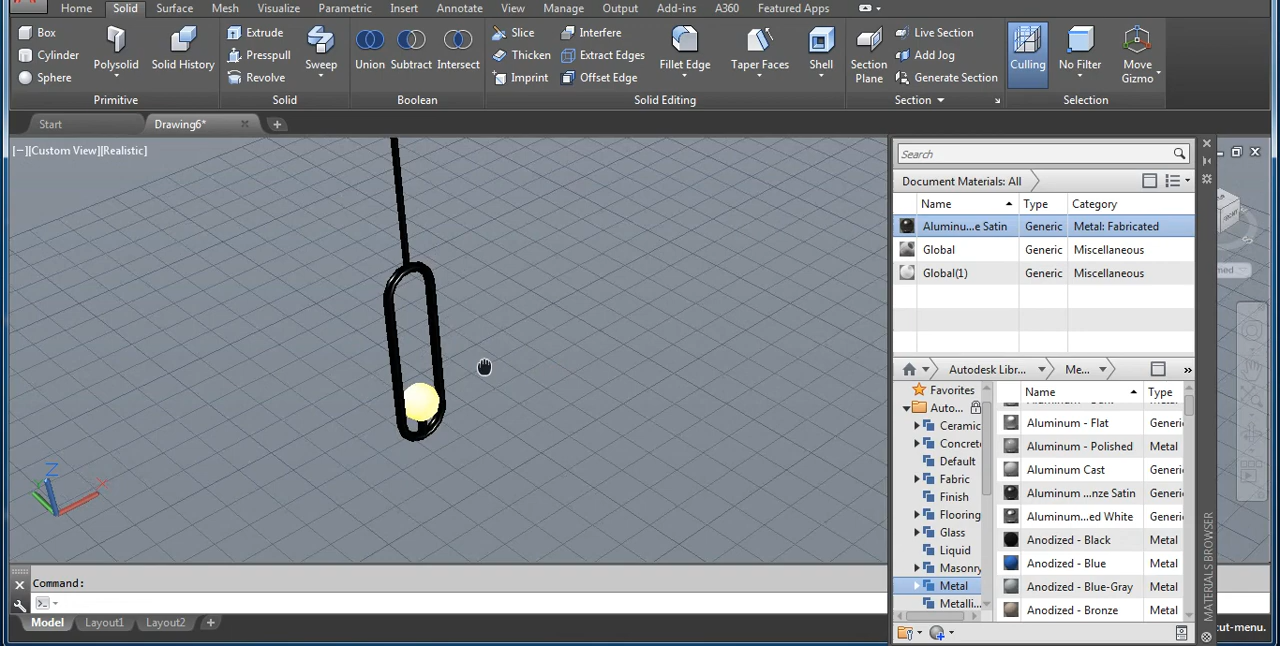 Home Solid Surface Mesh Visualize Parametric Insert Annotate View Manage Output Add-ins A360 Featured Apps
Box
Cylinder
Sphere
Polysolid
Solid History
Primitive
Extrude
Presspull
Revolve
Sweep
Solid
Union Subtract Intersect
Boolean
Slice
Thicken
Imprint
Interfere
Extract Edges
Offset Edge
Fillet Edge
Taper Faces
Shell
Solid Editing
Section
Plane
Live Section
Add Jog
Generate Section
Section
Culling
No Filter
Move
Gizmo
Selection
Start
Drawing6*
[−][Custom View][Realistic]
Z
X
Search
Document Materials: All
Name Type Category
Aluminu...e Satin Generic Metal: Fabricated
Global Generic Miscellaneous
Global(1) Generic Miscellaneous
Autodesk Libr... Me... »
Favorites
Auto...
Ceramic
Concrete
Default
Fabric
Finish
Flooring
Glass
Liquid
Masonry
Metal
Metalli...
Name Type
Aluminum - Flat Generi
Aluminum - Polished Metal
Aluminum Cast Generi
Aluminum ...nze Satin Generi
Aluminum...ed White Generi
Anodized - Black Metal
Anodized - Blue Metal
Anodized - Blue-Gray Metal
Anodized - Bronze Metal
MATERIALS BROWSER
Command:
Model Layout1 Layout2 +
cut-menu.